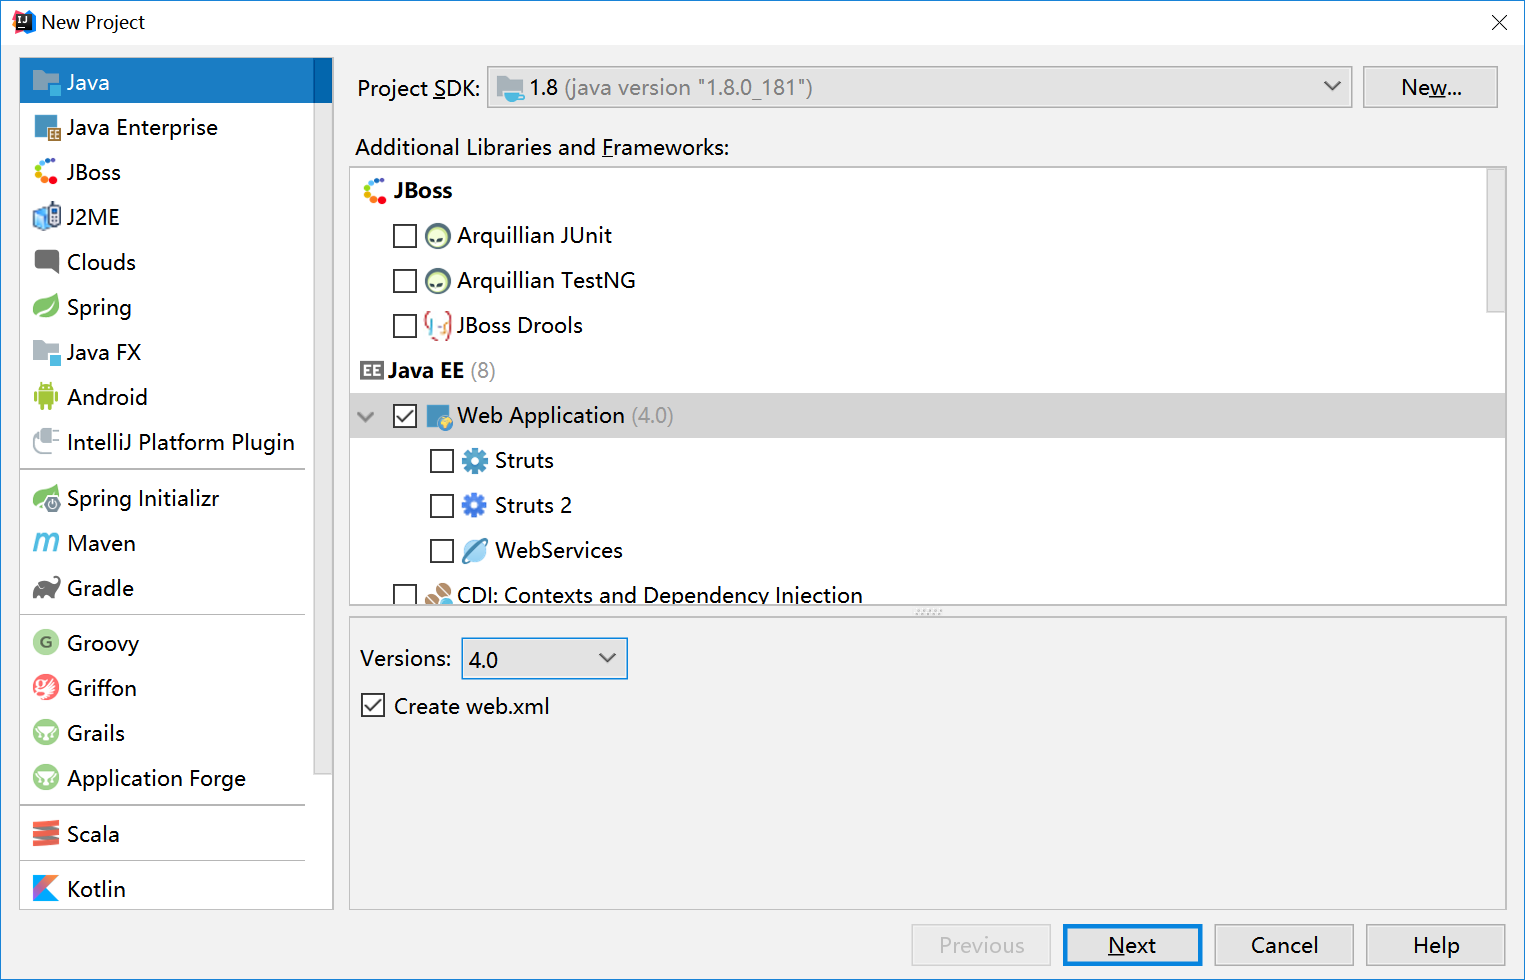 New Project
Java
Java Enterprise
JBoss
J2ME
Clouds
Spring
Java FX
Android
IntelliJ Platform Plugin
Spring Initializr
Maven
Gradle
Groovy
Griffon
Grails
Application Forge
Scala
Kotlin
Project SDK: 1.8 (java version "1.8.0_181") New...
Additional Libraries and Frameworks:
JBoss
Arquillian JUnit
Arquillian TestNG
JBoss Drools
Java EE (8)
Web Application (4.0)
Struts
Struts 2
WebServices
CDI: Contexts and Dependency Injection
Versions: 4.0
Create web.xml
Previous Next Cancel Help